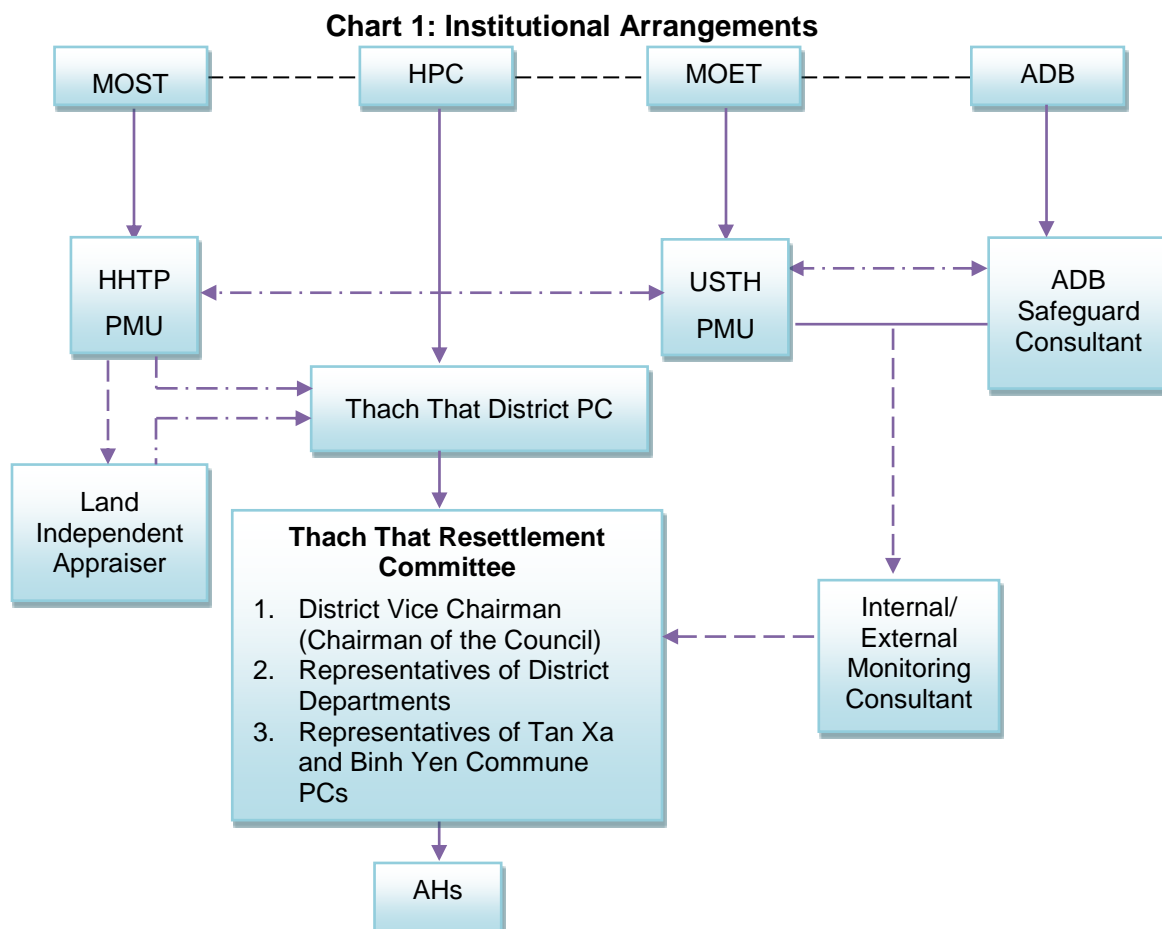 Chart 1: Institutional Arrangements
MOST
HPC
MOET
ADB
HHTP
PMU
USTH
PMU
ADB
Safeguard
Consultant
Thach That District PC
Land
Independent
Appraiser
Thach That Resettlement
Committee
1. District Vice Chairman
(Chairman of the Council)
2. Representatives of District
Departments
3. Representatives of Tan Xa
and Binh Yen Commune
PCs
Internal/
External
Monitoring
Consultant
AHs